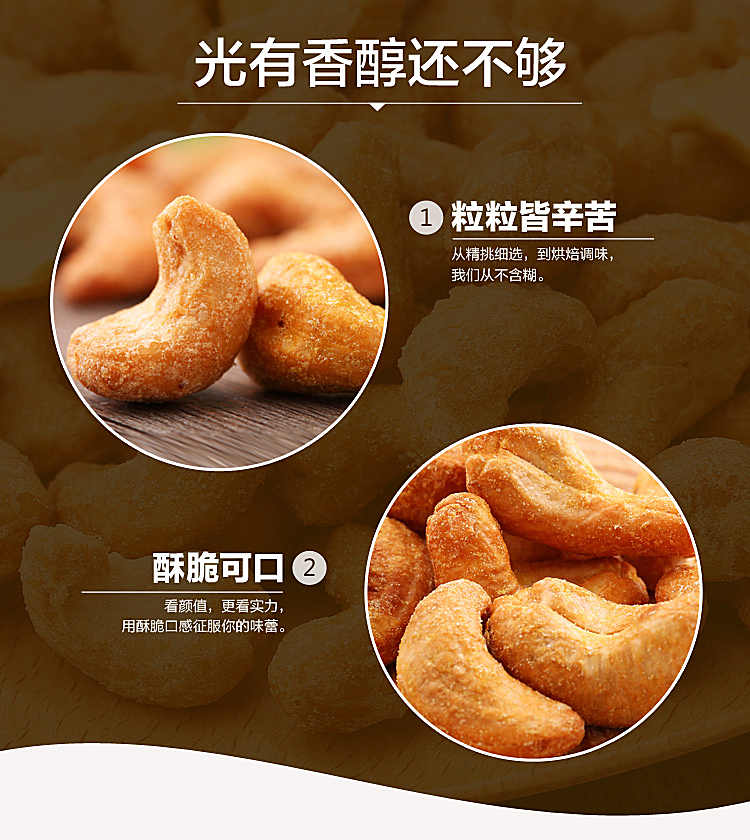 光有香醇还不够
1 粒粒皆辛苦
从精挑细选，到烘焙调味，
我们从不含糊。
酥脆可口 2
看颜值，更看实力，
用酥脆口感征服你的味蕾。